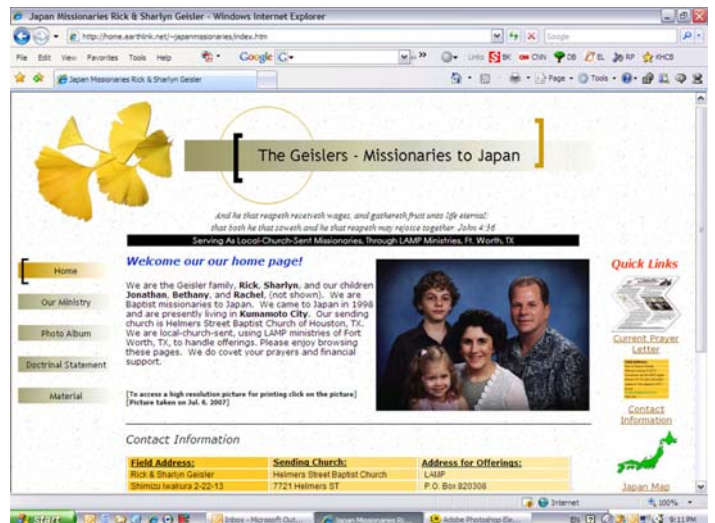 Japan Missionaries Rick & Sharlyn Geisler - Windows Internet Explorer
http://home.earthlink.net/~japanmissionaries/index.htm
Google
File Edit View Favorites Tools Help
Google
Links BK CNN DB EL RP KHCB
Japan Missionaries Rick & Sharlyn Geisler
Page Tools
The Geislers - Missionaries to Japan
And he that reapeth receiveth wages, and gathereth fruit unto life eternal:
that both he that soweth and he that reapeth may rejoice together. John 4:36
Serving As Local-Church-Sent Missionaries, Through LAMP Ministries, Ft. Worth, TX
Home
Our Ministry
Photo Album
Doctrinal Statement
Material
Welcome our our home page!
We are the Geisler family, Rick, Sharlyn, and our children
Jonathan, Bethany, and Rachel, (not shown). We are
Baptist missionaries to Japan. We came to Japan in 1998
and are presently living in Kumamoto City. Our sending
church is Helmers Street Baptist Church of Houston, TX.
We are local-church-sent, using LAMP ministries of Fort
Worth, TX, to handle offerings. Please enjoy browsing
these pages. We do covet your prayers and financial
support.
[To access a high resolution picture for printing click on the picture]
[Picture taken on Jul. 6, 2007]
Quick Links
Current Prayer
Letter
Contact
Information
Japan Map
Contact Information
Field Address: Sending Church: Address for Offerings:
Rick & Sharlyn Geisler Helmers Street Baptist Church LAMP
Shimizu Iwakura 2-22-13 7721 Helmers ST P.O. Box 820308
Internet 100%
start Inbox - Microsoft Out... Japan Missionaries Ri... Adobe Photoshop Ele... EN 9:11 PM